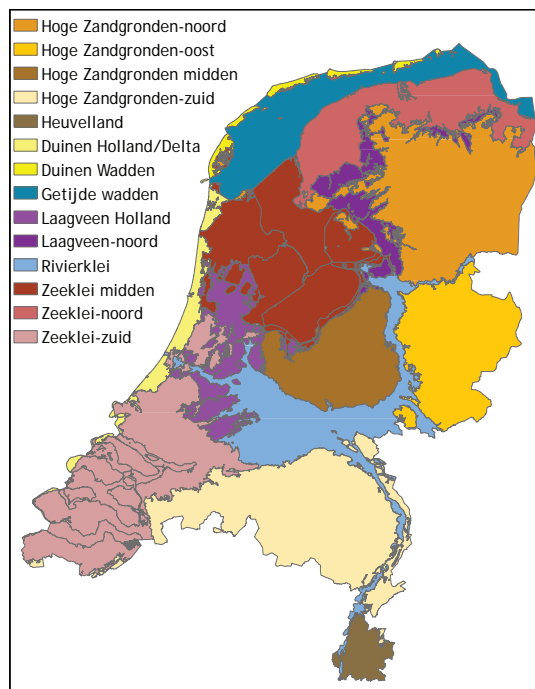 Hoge Zandgronden-noord
Hoge Zandgronden-oost
Hoge Zandgronden midden
Hoge Zandgronden-zuid
Heuvelland
Duinen Holland/Delta
Duinen Wadden
Getijde wadden
Laagveen Holland
Laagveen-noord
Rivierklei
Zeeklei midden
Zeeklei-noord
Zeeklei-zuid